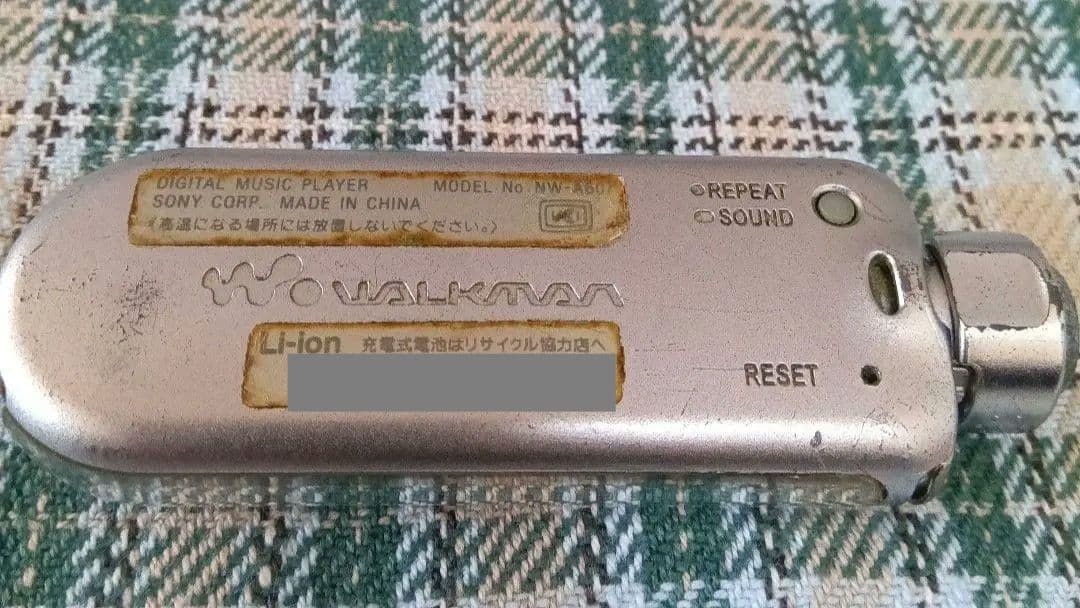 DIGITAL MUSIC PLAYER MODEL No. NW-A607
SONY CORP. MADE IN CHINA
〈高温になる場所には放置しないでください。〉
WALKMAN
Li-ion 充電式電池はリサイクル協力店へ
REPEAT
SOUND
RESET